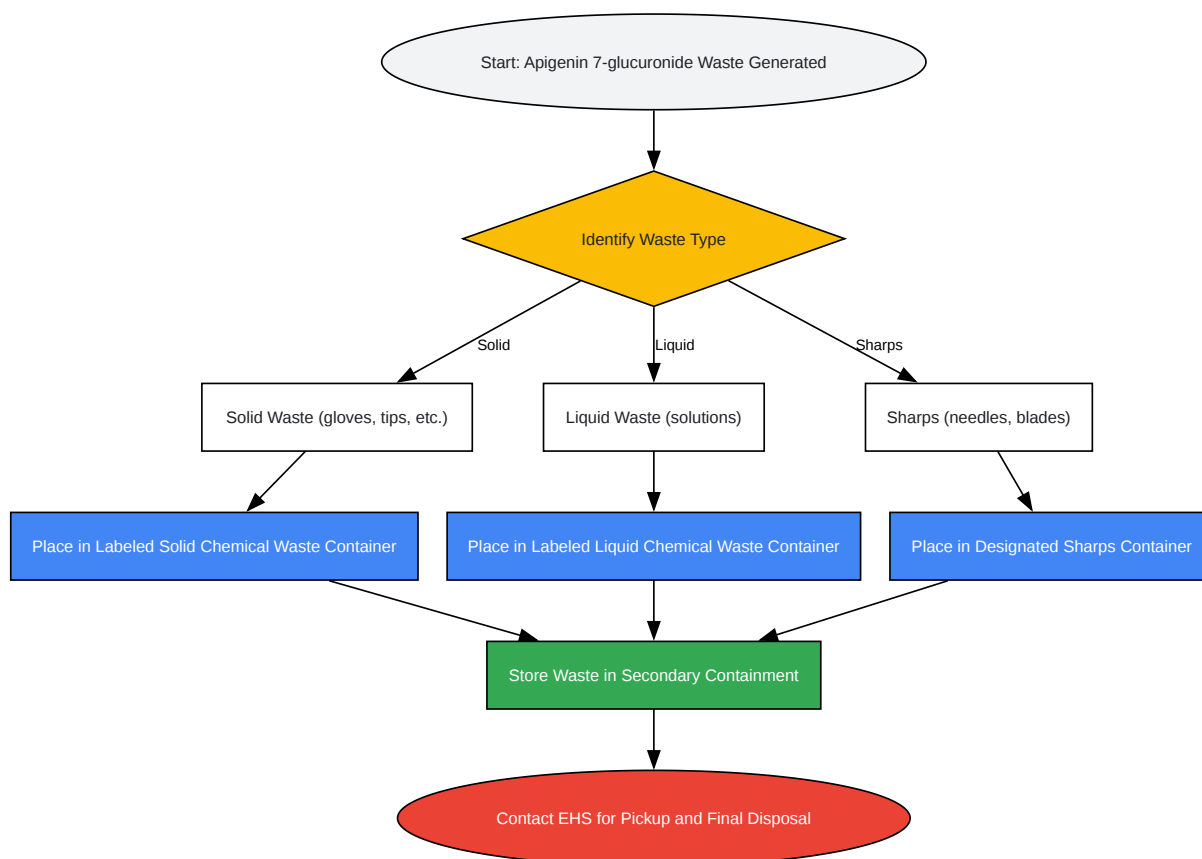 Start: Apigenin 7-glucuronide Waste Generated
Identify Waste Type
Solid
Liquid
Sharps
Solid Waste (gloves, tips, etc.)
Liquid Waste (solutions)
Sharps (needles, blades)
Place in Labeled Solid Chemical Waste Container
Place in Labeled Liquid Chemical Waste Container
Place in Designated Sharps Container
Store Waste in Secondary Containment
Contact EHS for Pickup and Final Disposal